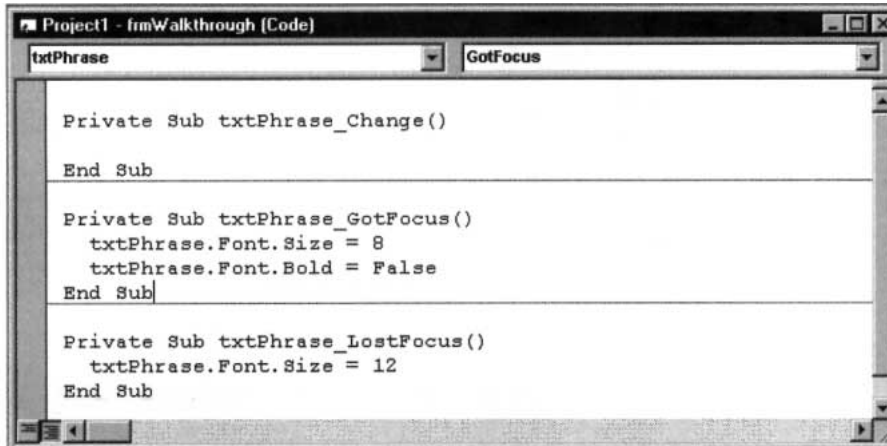 Project1 - frmWalkthrough (Code)
txtPhrase GotFocus
Private Sub txtPhrase_Change()
End Sub
Private Sub txtPhrase_GotFocus()
txtPhrase.Font.Size = 8
txtPhrase.Font.Bold = False
End Sub
Private Sub txtPhrase_LostFocus()
txtPhrase.Font.Size = 12
End Sub